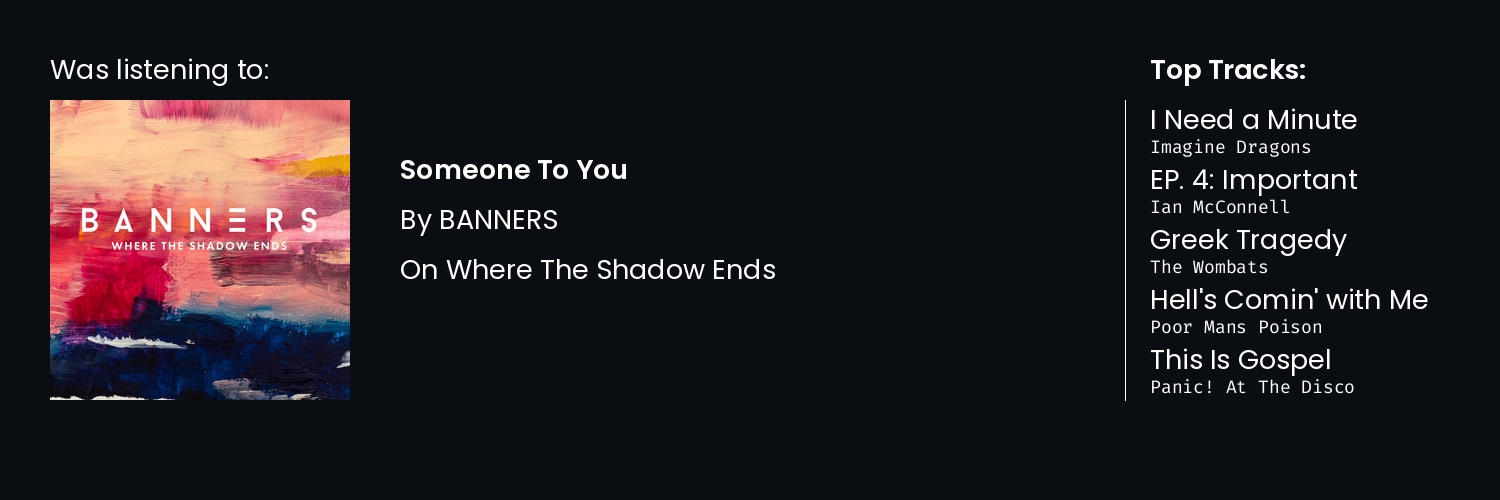 Was listening to:
BANNERS
WHERE THE SHADOW ENDS
Someone To You
By BANNERS
On Where The Shadow Ends
Top Tracks:
I Need a Minute
Imagine Dragons
EP. 4: Important
Ian McConnell
Greek Tragedy
The Wombats
Hell's Comin' with Me
Poor Mans Poison
This Is Gospel
Panic! At The Disco